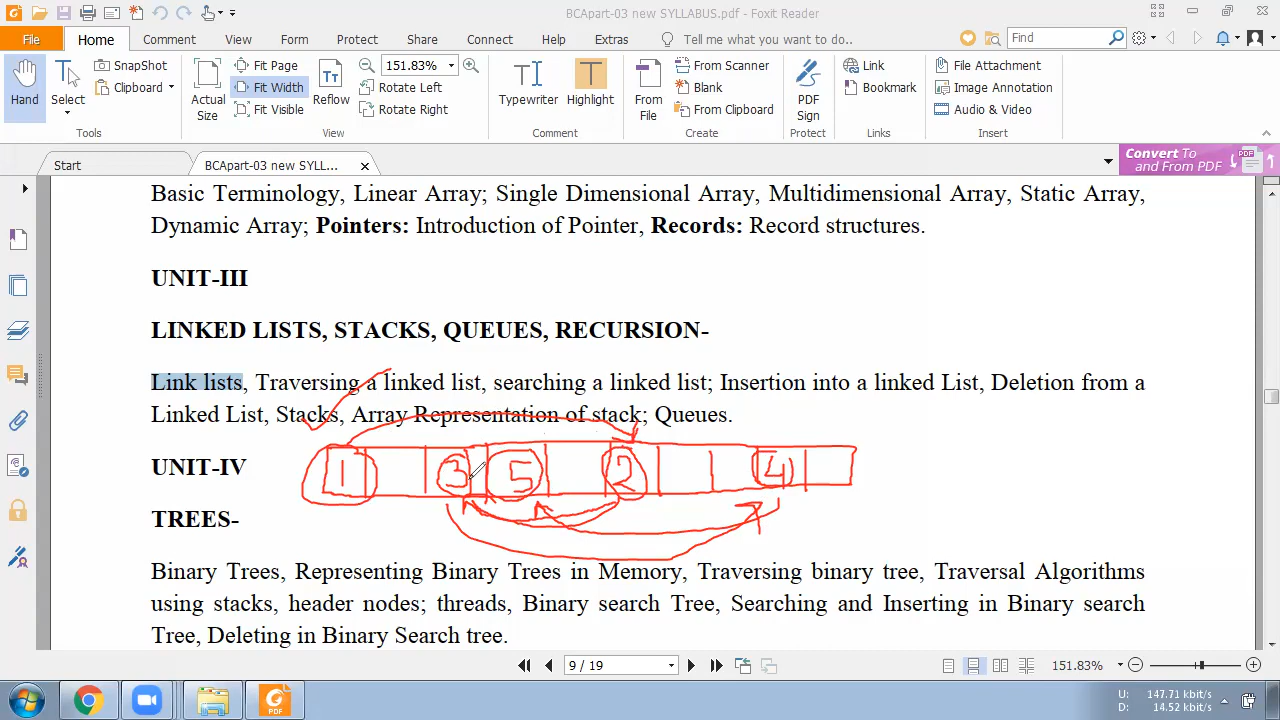 BCApart-03 new SYLLABUS.pdf - Foxit Reader
File Home Comment View Form Protect Share Connect Help Extras Tell me what you want to do.. Find
Hand Select SnapShot Clipboard Actual Size Fit Page Fit Width Fit Visible Reflow 151.83% Rotate Left Rotate Right Typewriter Highlight From File From Scanner Blank From Clipboard PDF Sign Link Bookmark File Attachment Image Annotation Audio & Video
Tools View Comment Create Protect Links Insert
Start BCApart-03 new SYLL... Convert To and From PDF PDF
Basic Terminology, Linear Array; Single Dimensional Array, Multidimensional Array, Static Array,
Dynamic Array; Pointers: Introduction of Pointer, Records: Record structures.
UNIT-III
LINKED LISTS, STACKS, QUEUES, RECURSION-
Link lists, Traversing a linked list, searching a linked list; Insertion into a linked List, Deletion from a
Linked List, Stacks, Array Representation of stack; Queues.
UNIT-IV
1 3 5 2 4
TREES-
Binary Trees, Representing Binary Trees in Memory, Traversing binary tree, Traversal Algorithms
using stacks, header nodes; threads, Binary search Tree, Searching and Inserting in Binary search
Tree, Deleting in Binary Search tree.
9 / 19 151.83%
PDF
U: 147.71 kbit/s
D: 14.52 kbit/s